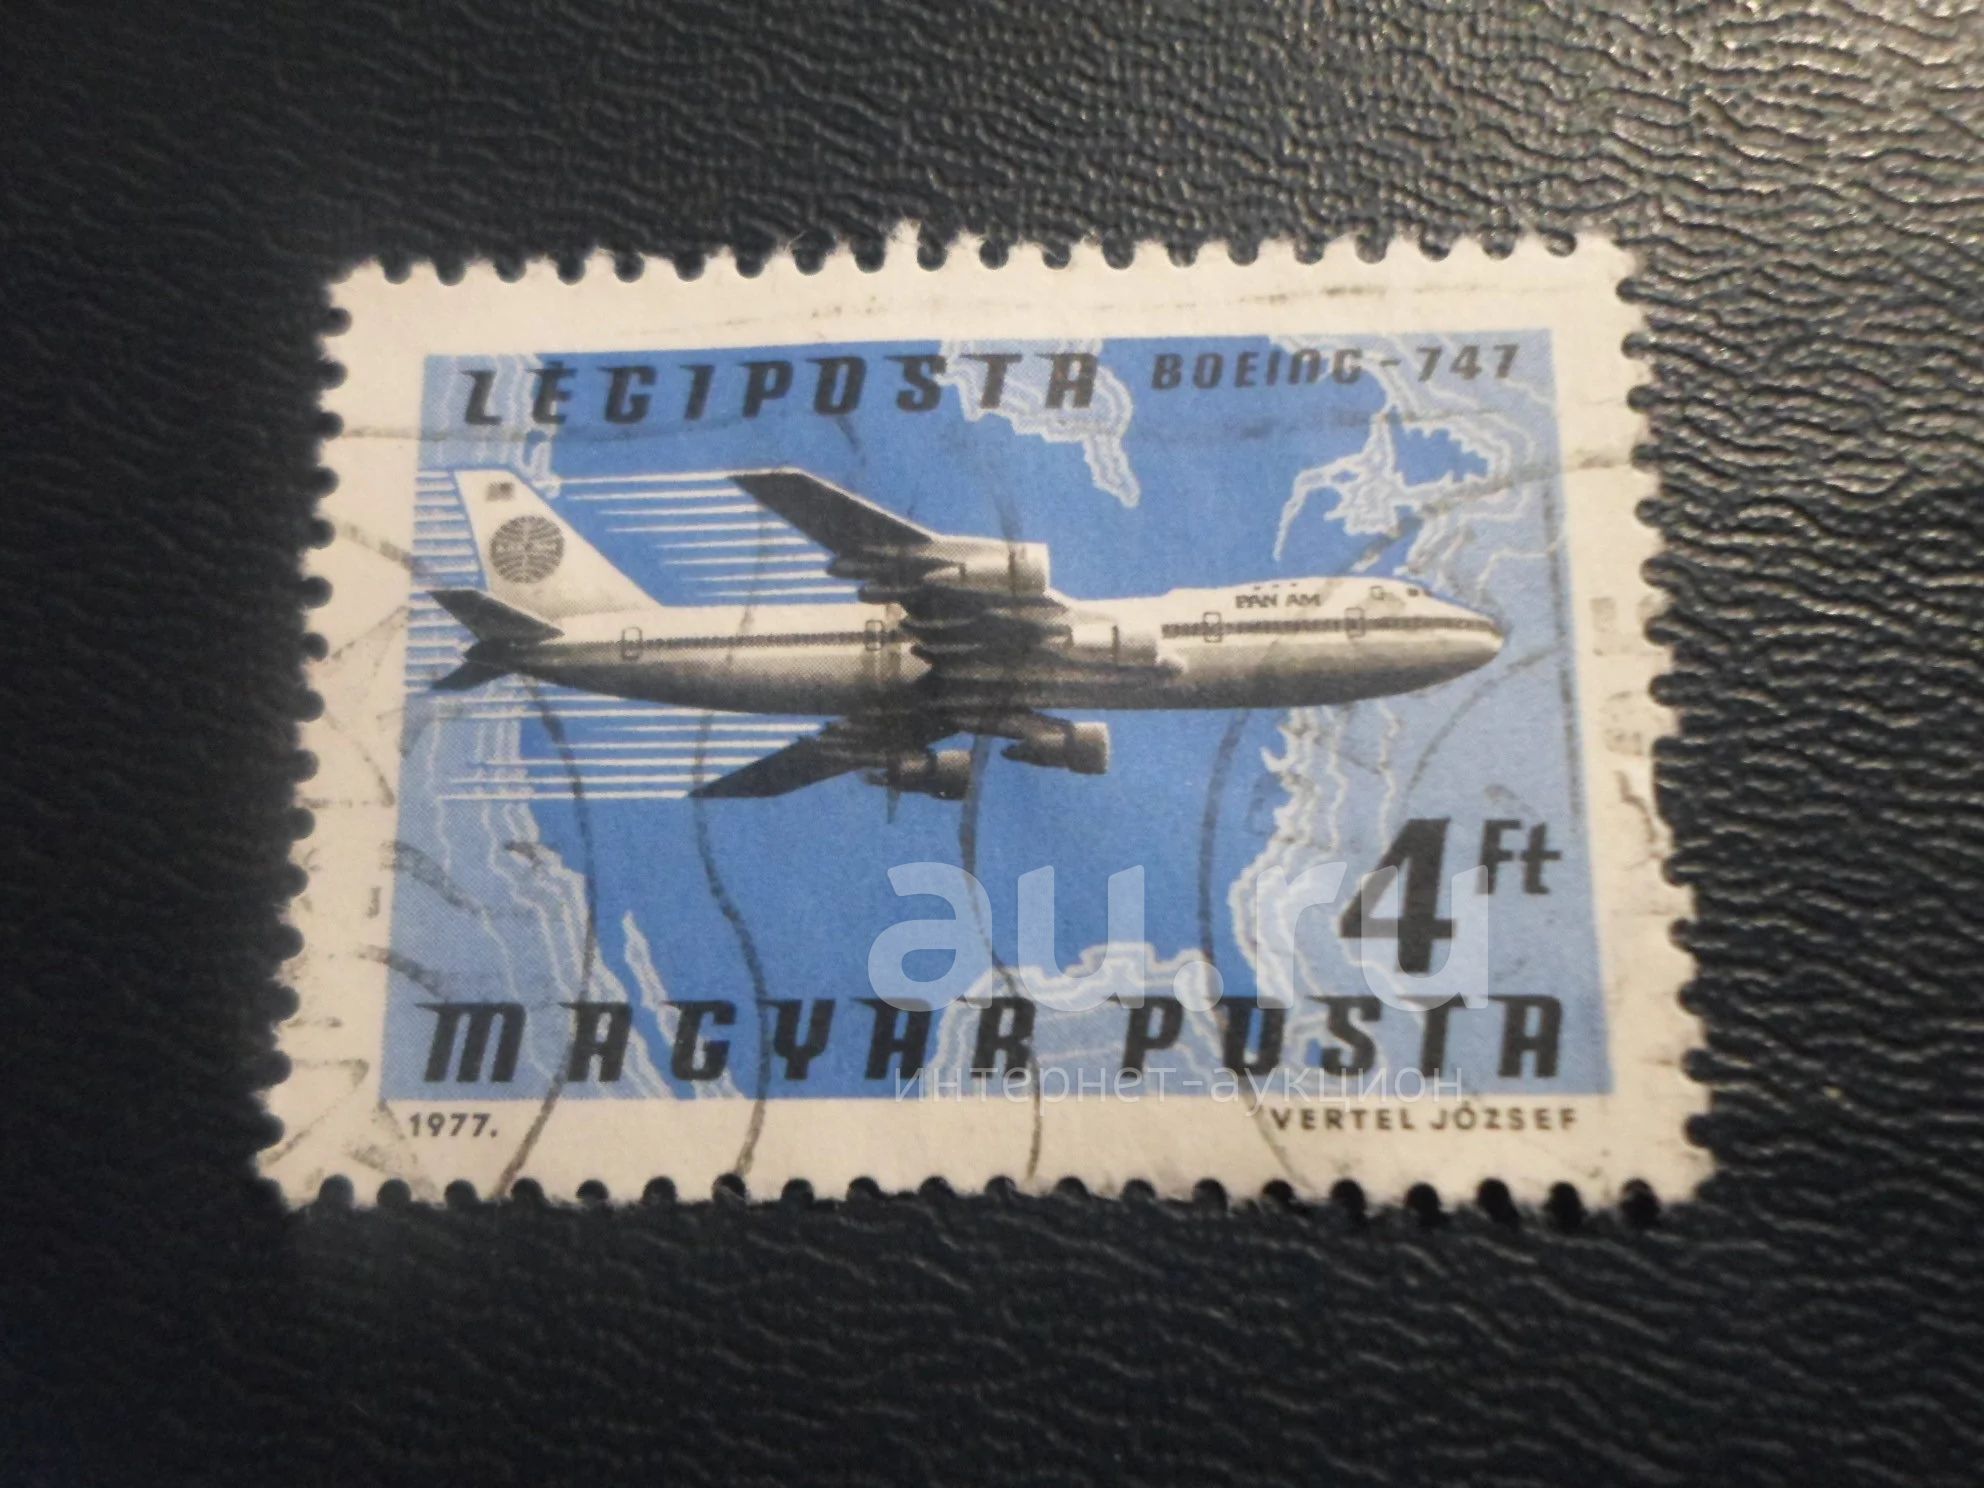 LÉGIPOSTA BOEING-747
PAN AM
4 Ft
MAGYAR POSTA
1977. VERTEL JÓZSEF
au.ru
интернет-аукцион